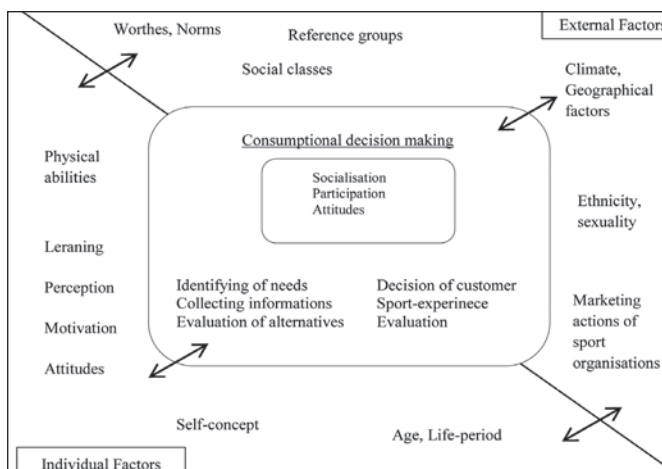 Worthes, Norms
Reference groups
External Factors
Social classes
Climate,
Geographical
factors
Consumptional decision making
Physical
abilities
Socialisation
Participation
Attitudes
Ethnicity,
sexuality
Leraning
Perception
Motivation
Attitudes
Identifying of needs
Collecting informations
Evaluation of alternatives
Decision of customer
Sport-experinece
Evaluation
Marketing
actions of
sport
organisations
Self-concept
Age, Life-period
Individual Factors